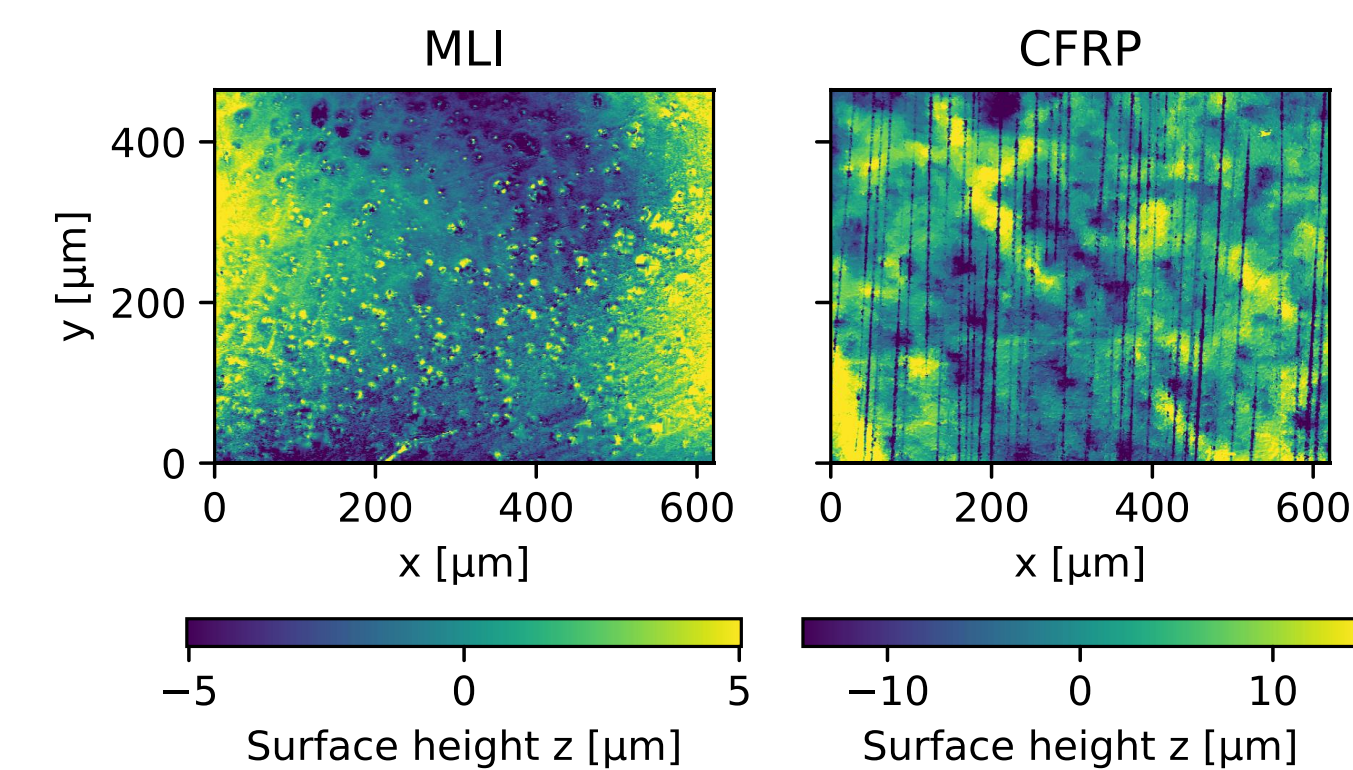 MLI
CFRP
y [µm]
400
200
0
0 200 400 600
0 200 400 600
x [µm]
x [µm]
−5 0 5
−10 0 10
Surface height z [µm]
Surface height z [µm]